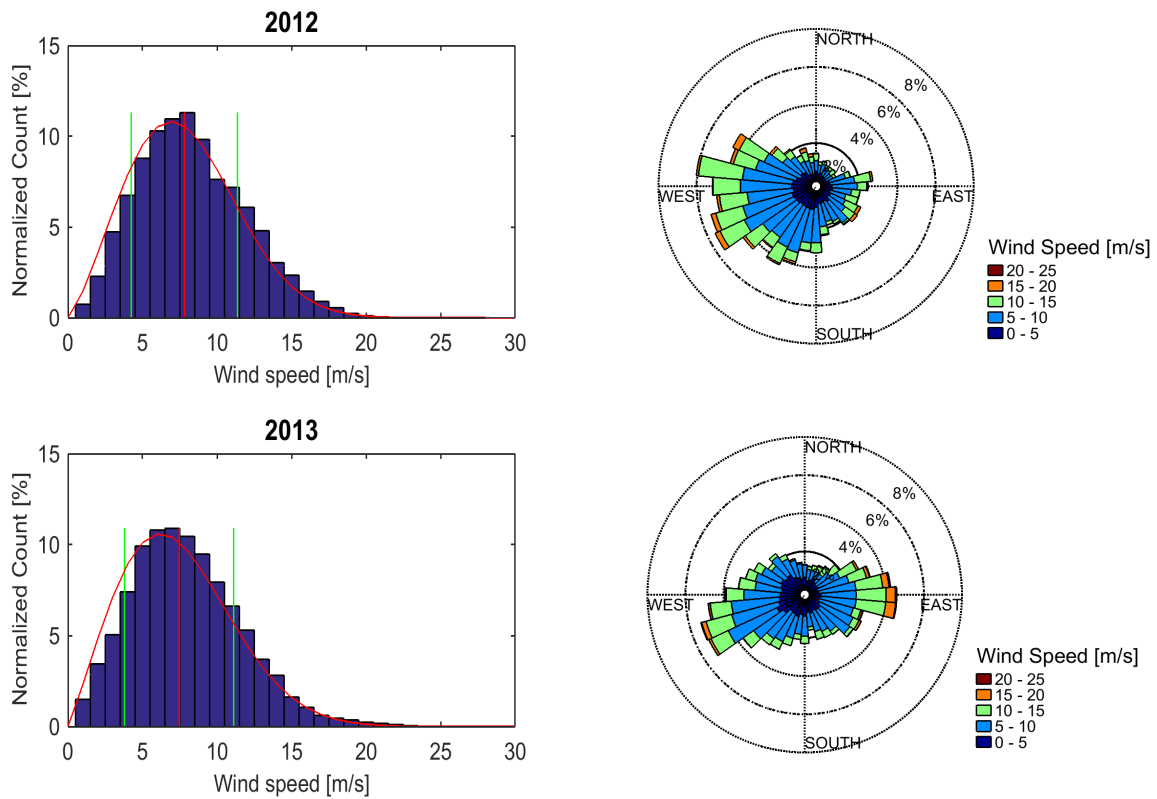 2012
15
10
5
0
Normalized Count [%]
0 5 10 15 20 25 30
Wind speed [m/s]
NORTH
8%
6%
4%
2%
WEST
EAST
SOUTH
Wind Speed [m/s]
20 - 25
15 - 20
10 - 15
5 - 10
0 - 5
2013
15
10
5
0
Normalized Count [%]
0 5 10 15 20 25 30
Wind speed [m/s]
NORTH
8%
6%
4%
WEST
EAST
SOUTH
Wind Speed [m/s]
20 - 25
15 - 20
10 - 15
5 - 10
0 - 5